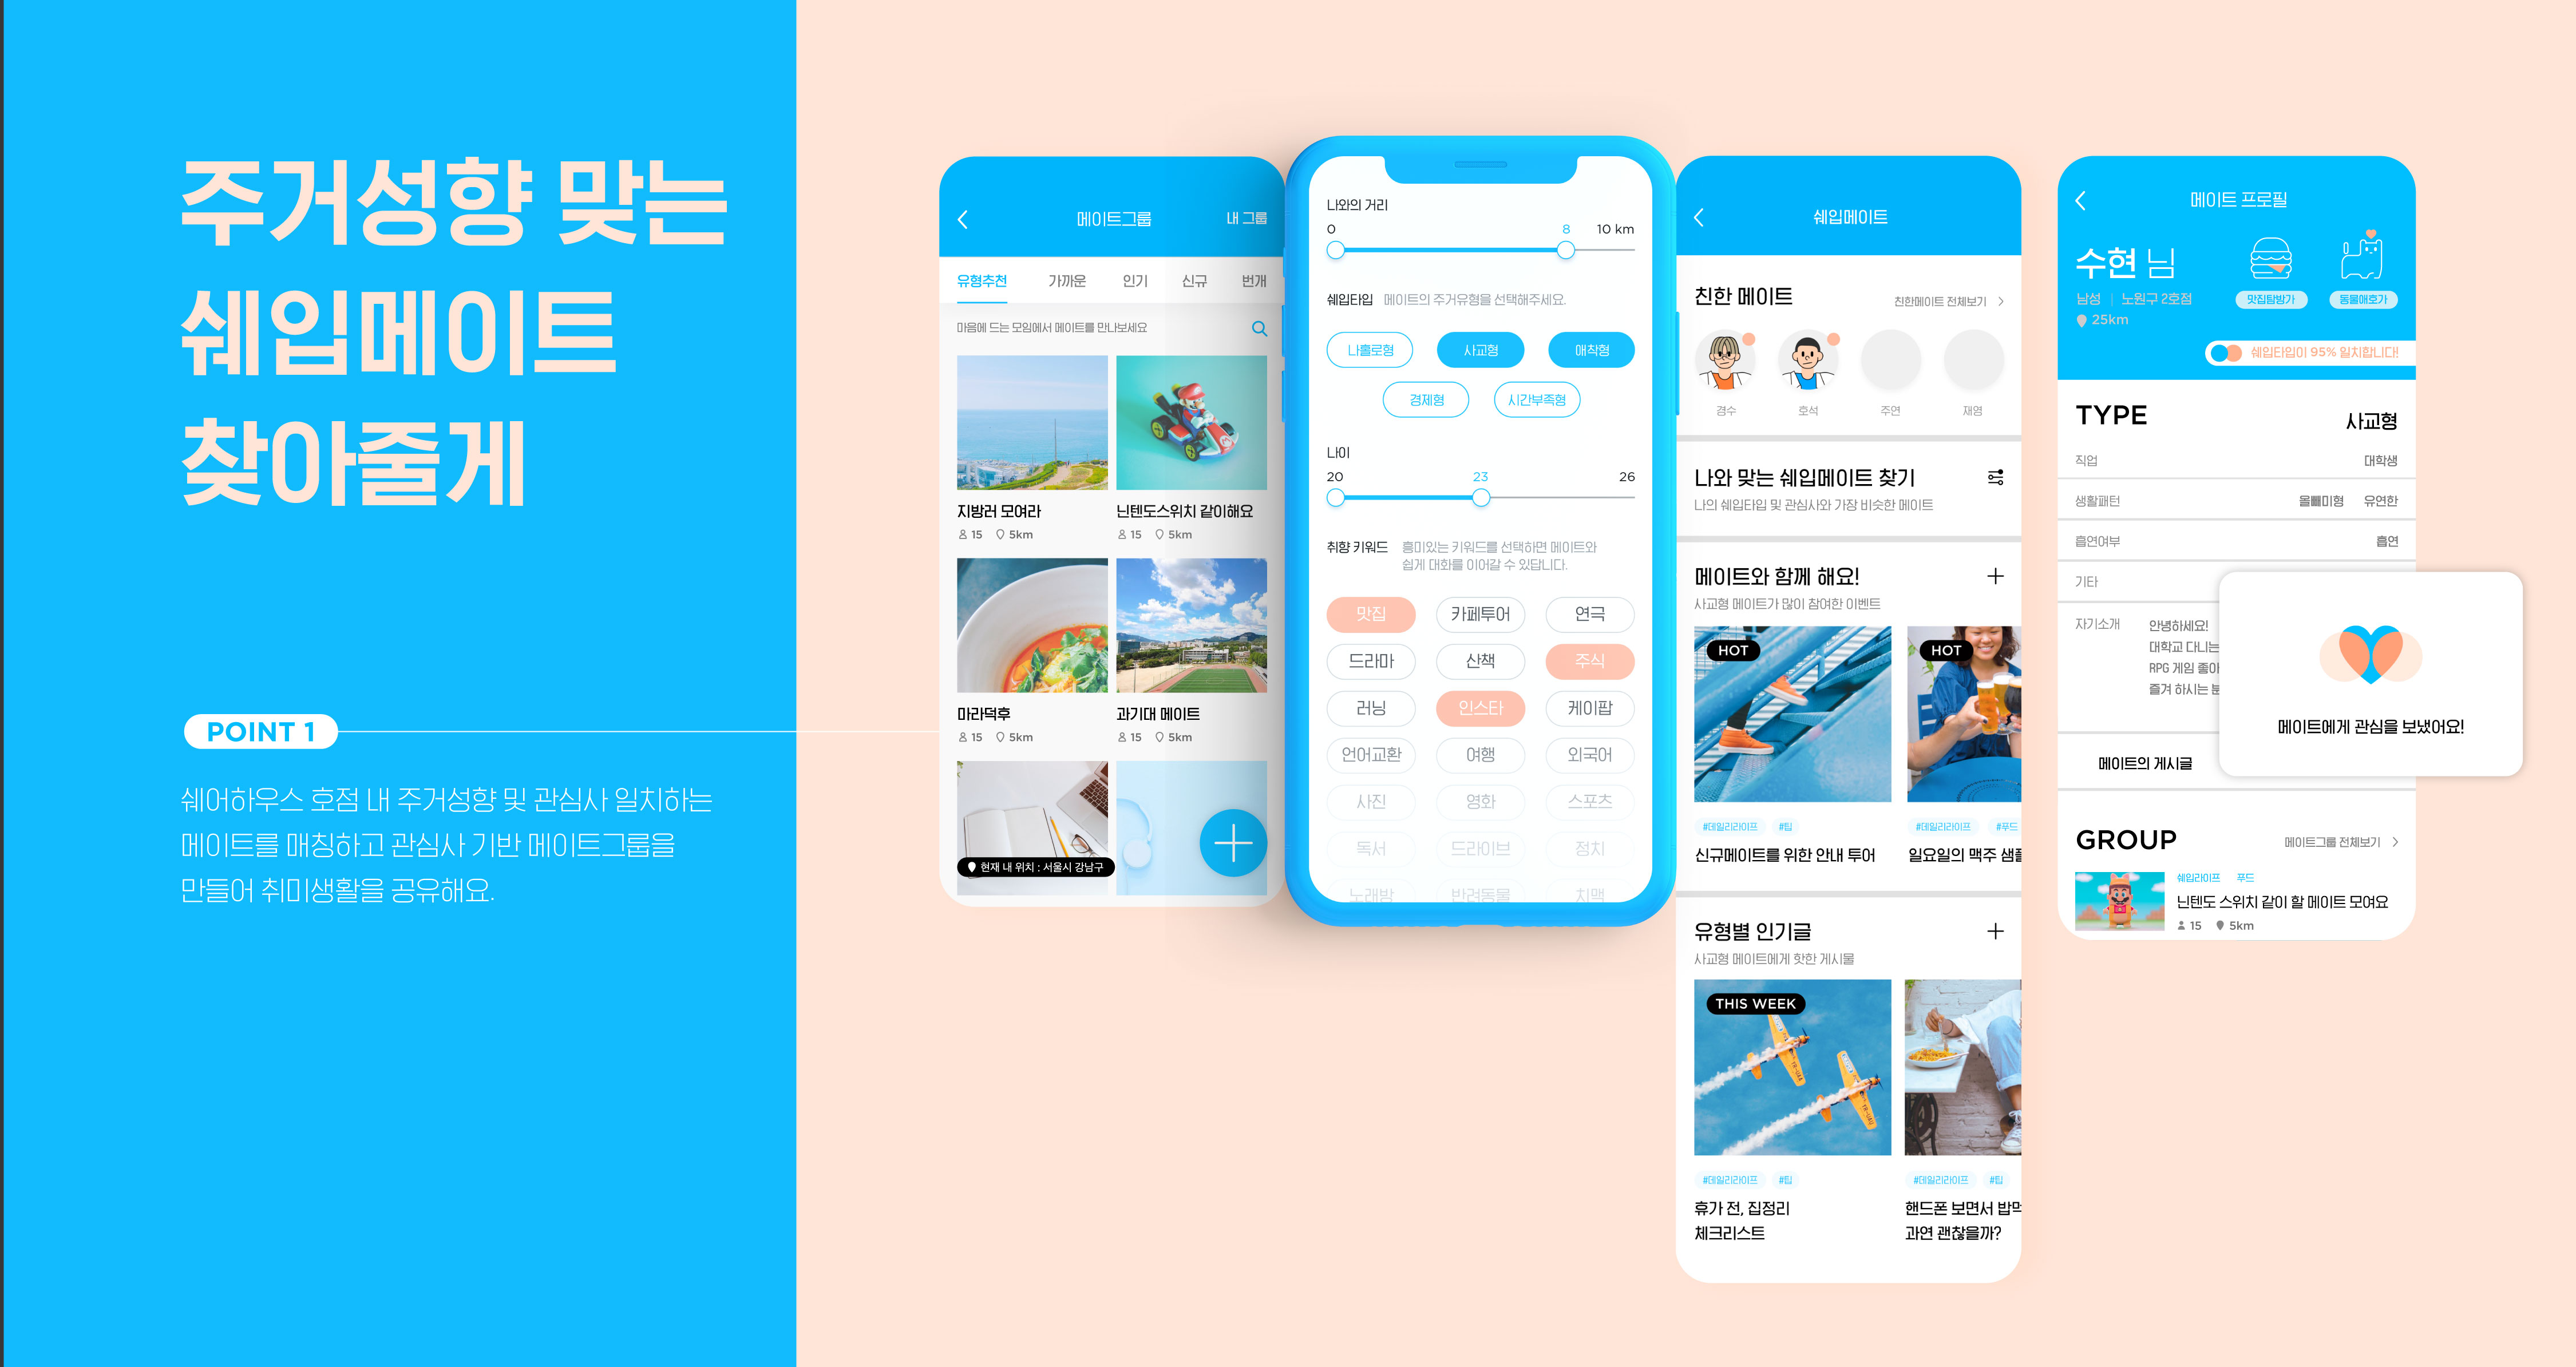 주거성향 맞는
쉐입메이트
찾아줄게
POINT 1
쉐어하우스 호점 내 주거성향 및 관심사 일치하는
메이트를 매칭하고 관심사 기반 메이트그룹을
만들어 취미생활을 공유해요.
메이트그룹 내 그룹
유형추천 가까운 인기 신규 번개
마음에 드는 모임에서 메이트를 만나보세요
지방러 모여라 닌텐도스위치 같이해요
15 5km 15 5km
마라덕후 과기대 메이트
15 5km 15 5km
현재 내 위치 : 서울시 강남구
나와의 거리
0 8 10 km
쉐입타입 메이트의 주거유형을 선택해주세요.
나홀로형 사교형 애착형
경제형 시간부족형
나이
20 23 26
취향 키워드 흥미있는 키워드를 선택하면 메이트와
쉽게 대화를 이어갈 수 있답니다.
맛집 카페투어 연극
드라마 산책 주식
러닝 인스타 케이팝
언어교환 여행 외국어
사진 영화 스포츠
독서 드라이브 정치
노래방 반려동물 치맥
쉐입메이트
친한 메이트 친한메이트 전체보기
경수 호석 주연 재영
나와 맞는 쉐입메이트 찾기
나의 쉐입타입 및 관심사와 가장 비슷한 메이트
메이트와 함께 해요!
사교형 메이트가 많이 참여한 이벤트
HOT HOT
#데일리라이프 #팁 #데일리라이프 #푸드
신규메이트를 위한 안내 투어 일요일의 맥주 샘플
유형별 인기글
사교형 메이트에게 핫한 게시물
THIS WEEK
#데일리라이프 #팁 #데일리라이프 #팁
휴가 전, 집정리 핸드폰 보면서 밥먹
체크리스트 과연 괜찮을까?
메이트 프로필
수현 님
남성 | 노원구 2호점
25km
맛집탐방가 동물애호가
쉐입타입이 95% 일치합니다!
TYPE 사교형
직업 대학생
생활패턴 올빼미형 유연한
흡연여부 흡연
기타
자기소개 안녕하세요!
대학교 다니는
RPG 게임 좋아
즐겨 하시는 분
메이트에게 관심을 보냈어요!
메이트의 게시글
GROUP 메이트그룹 전체보기
쉐입라이프 푸드
닌텐도 스위치 같이 할 메이트 모여요
15 5km